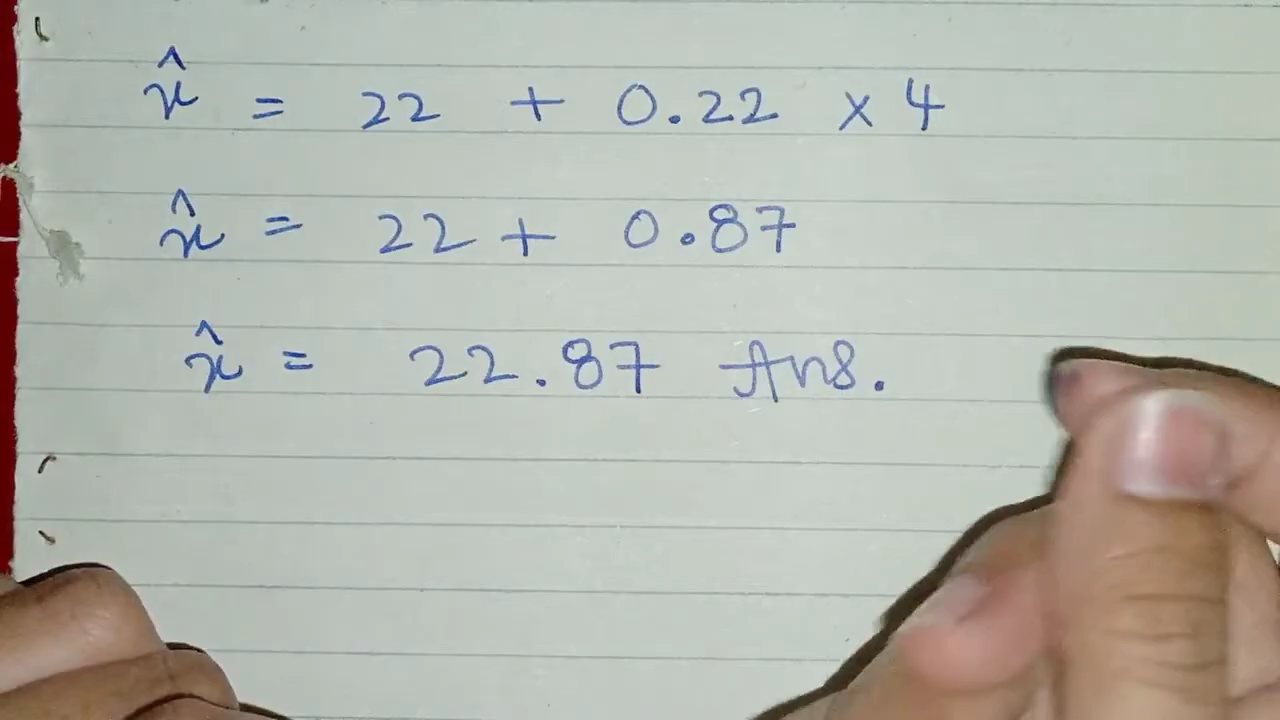 x̂ = 22 + 0.22 × 4
x̂ = 22 + 0.87
x̂ = 22.87 Ans.